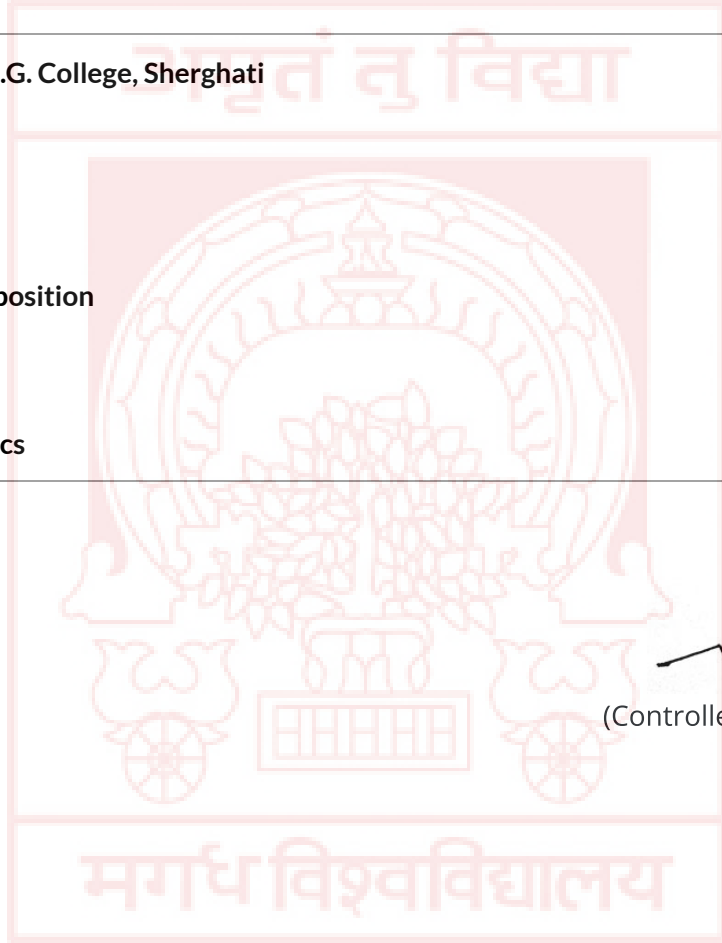 अमृतं तु विद्या
.G. College, Sherghati
position
cs
(Controlle
मगध विश्वविद्यालय